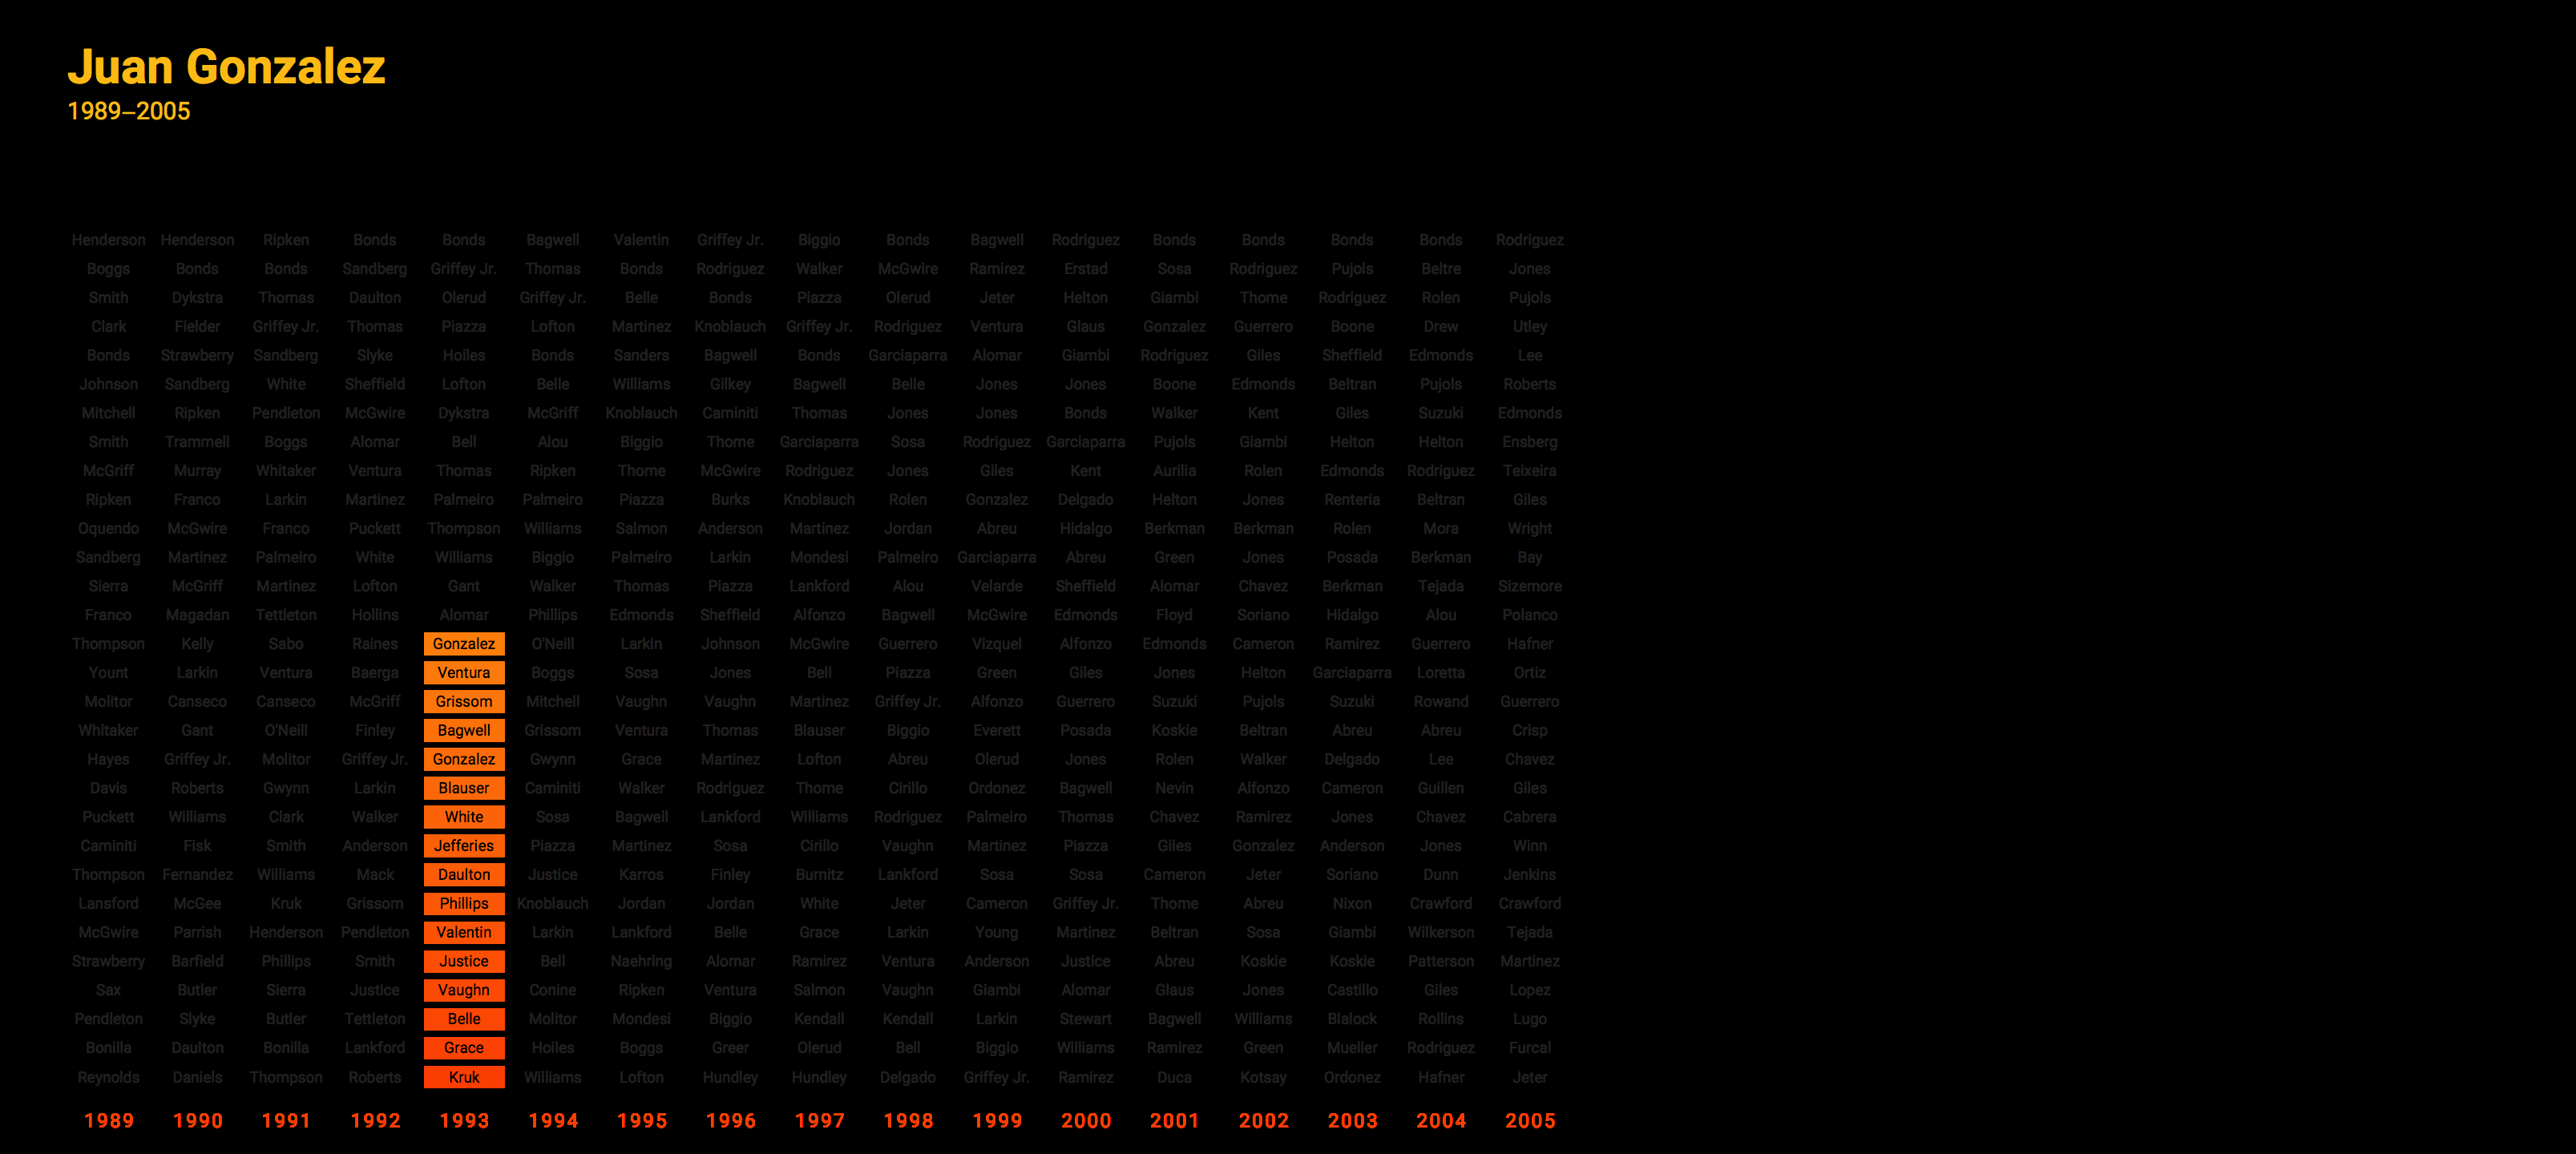 Juan Gonzalez
1989–2005
Henderson Henderson Ripken Bonds Bonds Bagwell Valentin Griffey Jr. Biggio Bonds Bagwell Rodriguez Bonds Bonds Bonds Bonds Rodriguez
Boggs Bonds Bonds Sandberg Griffey Jr. Thomas Bonds Rodriguez Walker McGwire Ramirez Erstad Sosa Rodriguez Pujols Beltre Jones
Smith Dykstra Thomas Daulton Olerud Griffey Jr. Belle Bonds Piazza Olerud Jeter Helton Giambi Thome Rodriguez Rolen Pujols
Clark Fielder Griffey Jr. Thomas Piazza Lofton Martinez Knoblauch Griffey Jr. Rodriguez Ventura Glaus Gonzalez Guerrero Boone Drew Utley
Bonds Strawberry Sandberg Slyke Hoiles Bonds Sanders Bagwell Bonds Garciaparra Alomar Giambi Rodriguez Giles Sheffield Edmonds Lee
Johnson Sandberg White Sheffield Lofton Belle Williams Gilkey Bagwell Belle Jones Jones Boone Edmonds Beltran Pujols Roberts
Mitchell Ripken Pendleton McGwire Dykstra McGriff Knoblauch Caminiti Thomas Jones Jones Bonds Walker Kent Giles Suzuki Edmonds
Smith Trammell Boggs Alomar Bell Alou Biggio Thome Garciaparra Sosa Rodriguez Garciaparra Pujols Giambi Helton Helton Ensberg
McGriff Murray Whitaker Ventura Thomas Ripken Thome McGwire Rodriguez Jones Giles Kent Aurilia Rolen Edmonds Rodriguez Teixeira
Ripken Franco Larkin Martinez Palmeiro Palmeiro Piazza Burks Knoblauch Rolen Gonzalez Delgado Helton Jones Renteria Beltran Giles
Oquendo McGwire Franco Puckett Thompson Williams Salmon Anderson Martinez Jordan Abreu Hidalgo Berkman Berkman Rolen Mora Wright
Sandberg Martinez Palmeiro White Williams Biggio Palmeiro Larkin Mondesi Palmeiro Garciaparra Abreu Green Jones Posada Berkman Bay
Sierra McGriff Martinez Lofton Gant Walker Thomas Piazza Lankford Alou Velarde Sheffield Alomar Chavez Berkman Tejada Sizemore
Franco Magadan Tettleton Hollins Alomar Phillips Edmonds Sheffield Alfonzo Bagwell McGwire Edmonds Floyd Soriano Hidalgo Alou Polanco
Thompson Kelly Sabo Raines Gonzalez O'Neill Larkin Johnson McGwire Guerrero Vizquel Alfonzo Edmonds Cameron Ramirez Guerrero Hafner
Yount Larkin Ventura Baerga Ventura Boggs Sosa Jones Bell Piazza Green Giles Jones Helton Garciaparra Loretta Ortiz
Molitor Canseco Canseco McGriff Grissom Mitchell Vaughn Vaughn Martinez Griffey Jr. Alfonzo Guerrero Suzuki Pujols Suzuki Rowand Guerrero
Whitaker Gant O'Neill Finley Bagwell Grissom Ventura Thomas Blauser Biggio Everett Posada Koskie Beltran Abreu Abreu Crisp
Hayes Griffey Jr. Molitor Griffey Jr. Gonzalez Gwynn Grace Martinez Lofton Abreu Olerud Jones Rolen Walker Delgado Lee Chavez
Davis Roberts Gwynn Larkin Blauser Caminiti Walker Rodriguez Thome Cirillo Ordonez Bagwell Nevin Alfonzo Cameron Guillen Giles
Puckett Williams Clark Walker White Sosa Bagwell Lankford Williams Rodriguez Palmeiro Thomas Chavez Ramirez Jones Chavez Cabrera
Caminiti Fisk Smith Anderson Jefferies Piazza Martinez Sosa Cirillo Vaughn Martinez Piazza Giles Gonzalez Anderson Jones Winn
Thompson Fernandez Williams Mack Daulton Justice Karros Finley Burnitz Lankford Sosa Sosa Cameron Jeter Soriano Dunn Jenkins
Lansford McGee Kruk Grissom Phillips Knoblauch Jordan Jordan White Jeter Cameron Griffey Jr. Thome Abreu Nixon Crawford Crawford
McGwire Parrish Henderson Pendleton Valentin Larkin Lankford Belle Grace Larkin Young Martinez Beltran Sosa Giambi Wilkerson Tejada
Strawberry Barfield Phillips Smith Justice Bell Naehring Alomar Ramirez Ventura Anderson Justice Abreu Koskie Koskie Patterson Martinez
Sax Butler Sierra Justice Vaughn Conine Ripken Ventura Salmon Vaughn Giambi Alomar Glaus Jones Castillo Giles Lopez
Pendleton Slyke Butler Tettleton Belle Molitor Mondesi Biggio Kendall Kendall Larkin Stewart Bagwell Williams Blalock Rollins Lugo
Bonilla Daulton Bonilla Lankford Grace Hoiles Boggs Greer Olerud Bell Biggio Williams Ramirez Green Mueller Rodriguez Furcal
Reynolds Daniels Thompson Roberts Kruk Williams Lofton Hundley Hundley Delgado Griffey Jr. Ramirez Duca Kotsay Ordonez Hafner Jeter
1989 1990 1991 1992 1993 1994 1995 1996 1997 1998 1999 2000 2001 2002 2003 2004 2005